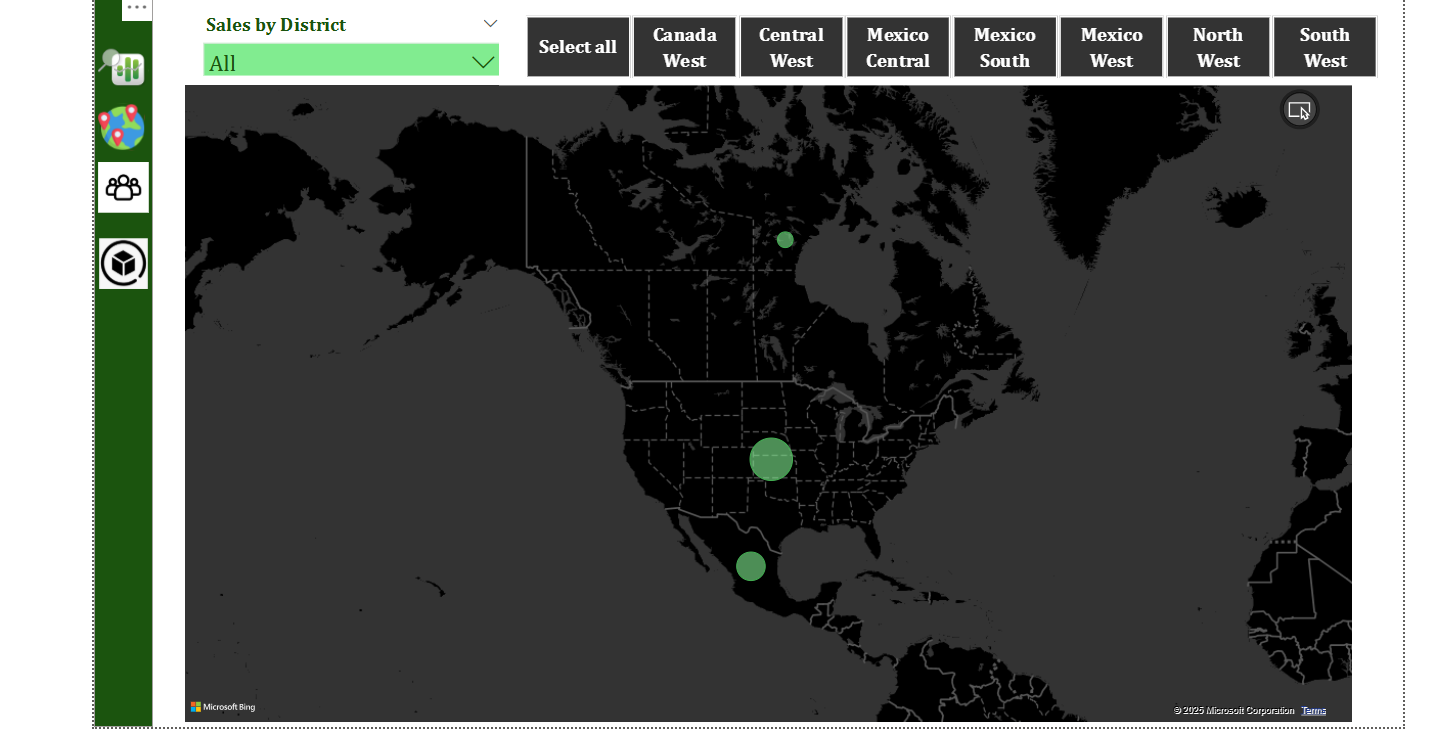 Sales by District
All
Select all
Canada
West
Central
West
Mexico
Central
Mexico
South
Mexico
West
North
West
South
West
Microsoft Bing
© 2025 Microsoft Corporation Terms